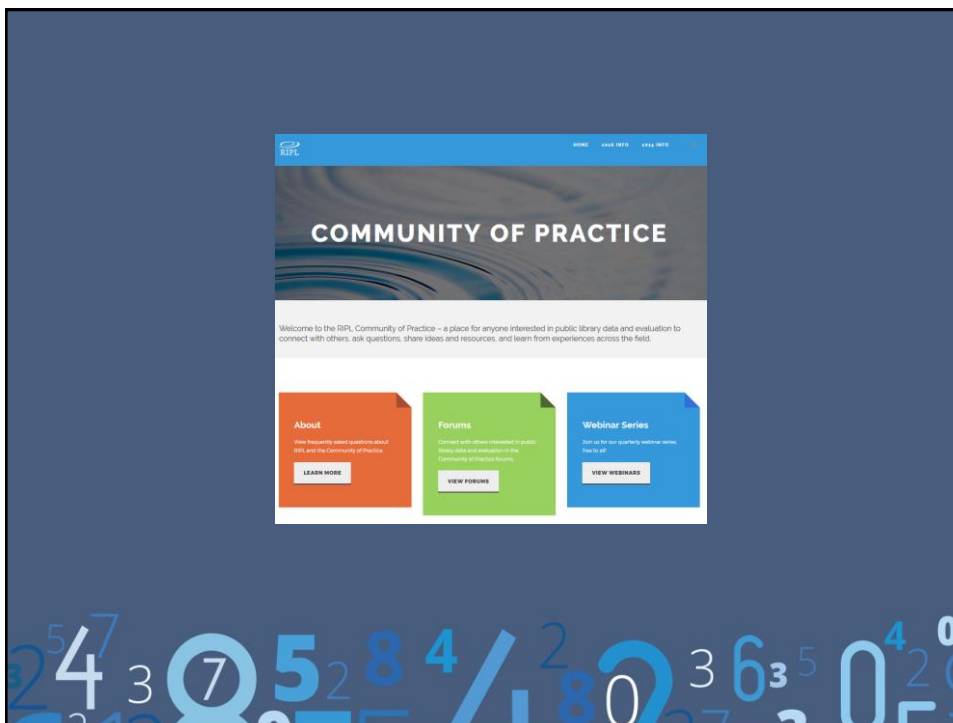 RIPL
HOME 2016 INFO 2014 INFO
COMMUNITY OF PRACTICE
Welcome to the RIPL Community of Practice – a place for anyone interested in public library data and evaluation to
connect with others, ask questions, share ideas and resources, and learn from experiences across the field.
About
View frequently asked questions about
RIPL and the Community of Practice.
LEARN MORE
Forums
Connect with others interested in public
library data and evaluation in the
Community of Practice forums.
VIEW FORUMS
Webinar Series
Join us for our quarterly webinar series,
free to all!
VIEW WEBINARS